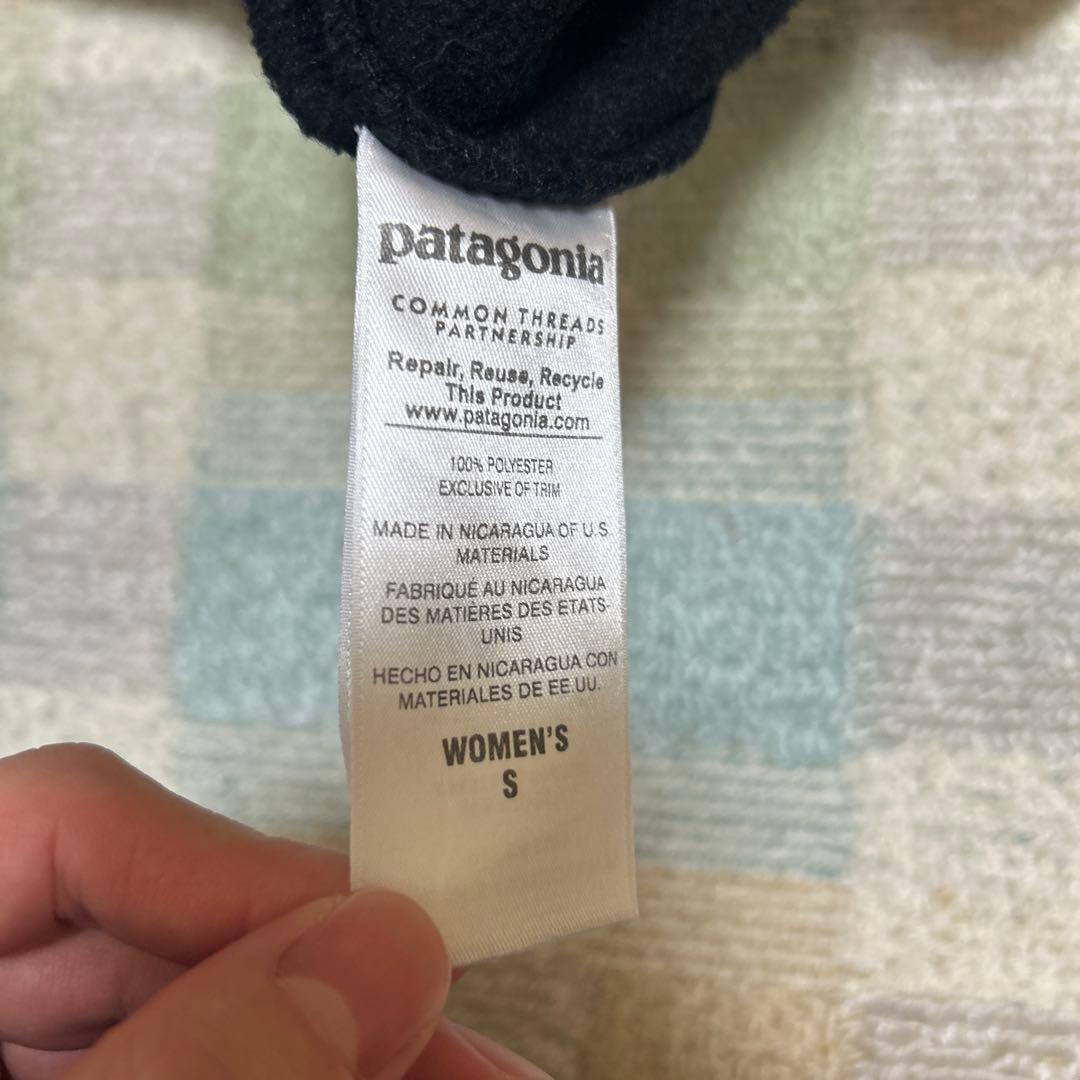 patagonia®
COMMON THREADS
PARTNERSHIP
Repair, Reuse, Recycle
This Product
www.patagonia.com
100% POLYESTER
EXCLUSIVE OF TRIM
MADE IN NICARAGUA OF U.S
MATERIALS
FABRIQUÉ AU NICARAGUA
DES MATIÈRES DES ETATS-
UNIS
HECHO EN NICARAGUA CON
MATERIALES DE EE.UU.
WOMEN'S
S